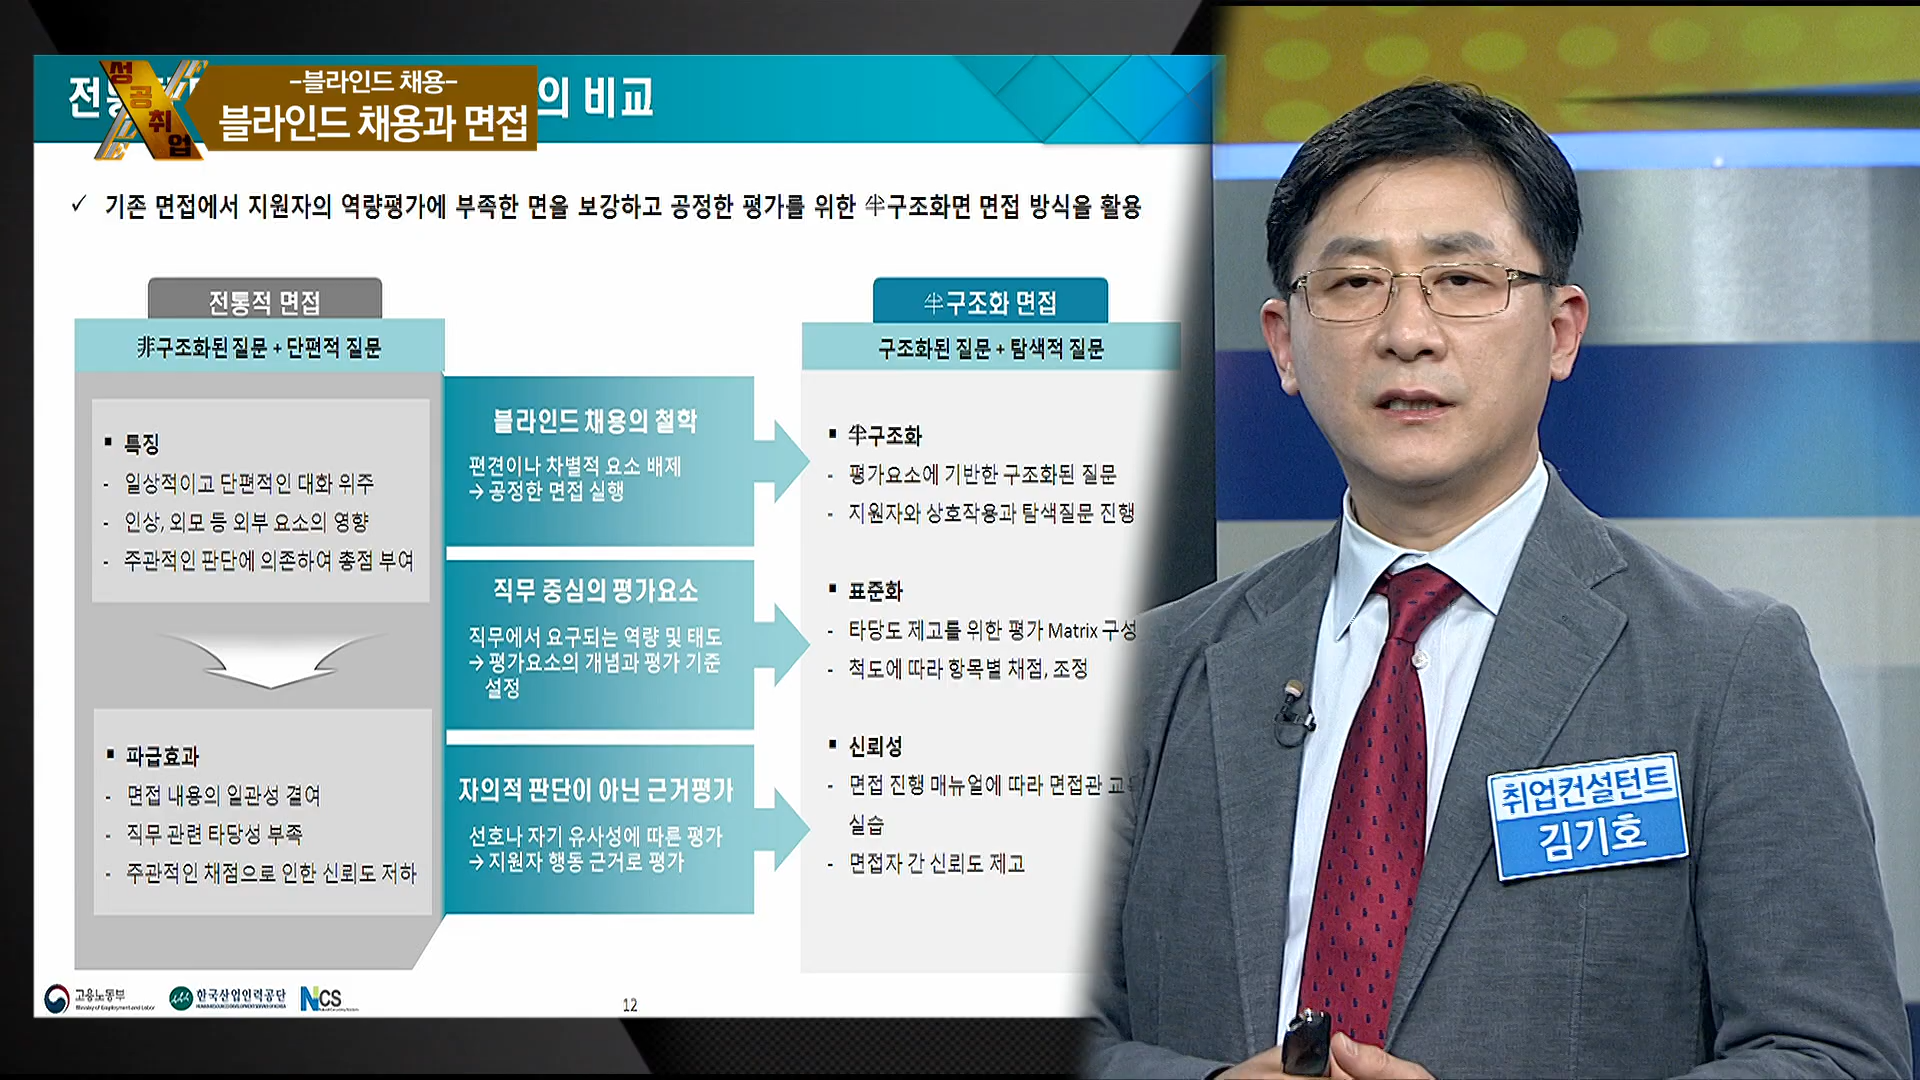 성공취업
-블라인드 채용-
블라인드 채용과 면접
의 비교
✓ 기존 면접에서 지원자의 역량평가에 부족한 면을 보강하고 공정한 평가를 위한 半구조화면 면접 방식을 활용
전통적 면접
非구조화된 질문 + 단편적 질문
▪ 특징
- 일상적이고 단편적인 대화 위주
- 인상, 외모 등 외부 요소의 영향
- 주관적인 판단에 의존하여 총점 부여
▪ 파급효과
- 면접 내용의 일관성 결여
- 직무 관련 타당성 부족
- 주관적인 채점으로 인한 신뢰도 저하
블라인드 채용의 철학
편견이나 차별적 요소 배제
→ 공정한 면접 실행
직무 중심의 평가요소
직무에서 요구되는 역량 및 태도
→ 평가요소의 개념과 평가 기준
설정
자의적 판단이 아닌 근거평가
선호나 자기 유사성에 따른 평가
→ 지원자 행동 근거로 평가
半구조화 면접
구조화된 질문 + 탐색적 질문
▪ 半구조화
- 평가요소에 기반한 구조화된 질문
- 지원자와 상호작용과 탐색질문 진행
▪ 표준화
- 타당도 제고를 위한 평가 Matrix 구성
- 척도에 따라 항목별 채점, 조정
▪ 신뢰성
- 면접 진행 매뉴얼에 따라 면접관
실습
- 면접자 간 신뢰도 제고
취업컨설턴트
김기호
고용노동부
한국산업인력공단
NCS
12